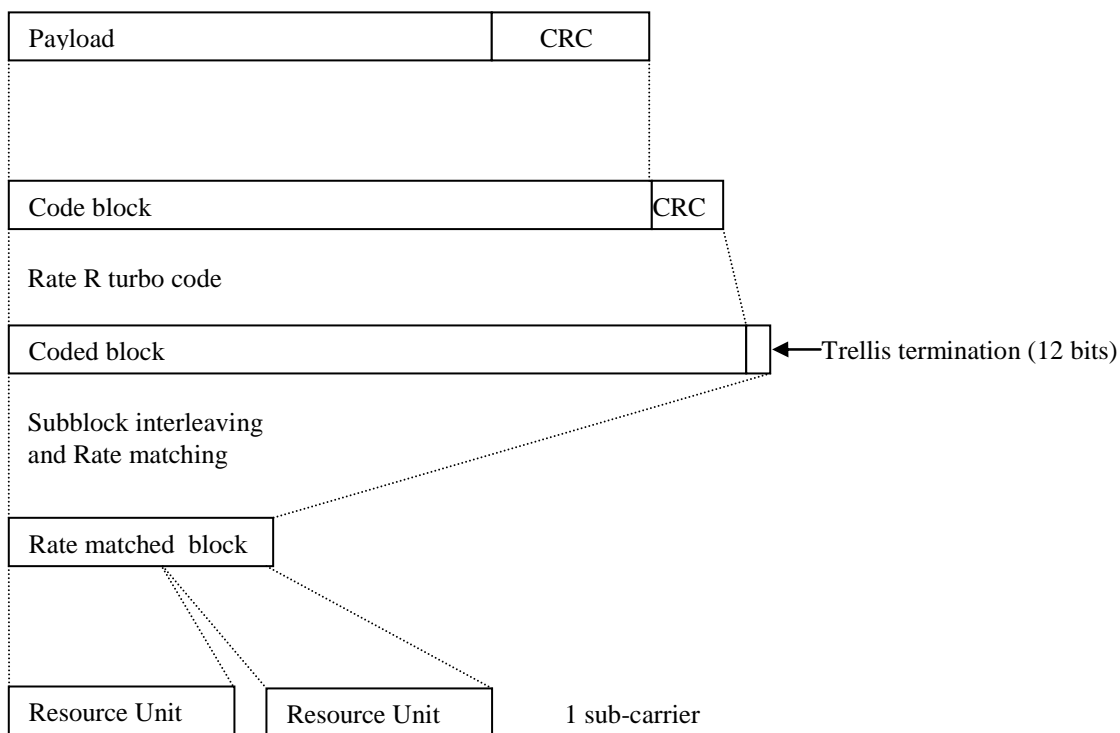 Payload CRC
Code block CRC
Rate R turbo code
Coded block Trellis termination (12 bits)
Subblock interleaving
and Rate matching
Rate matched block
Resource Unit Resource Unit 1 sub-carrier